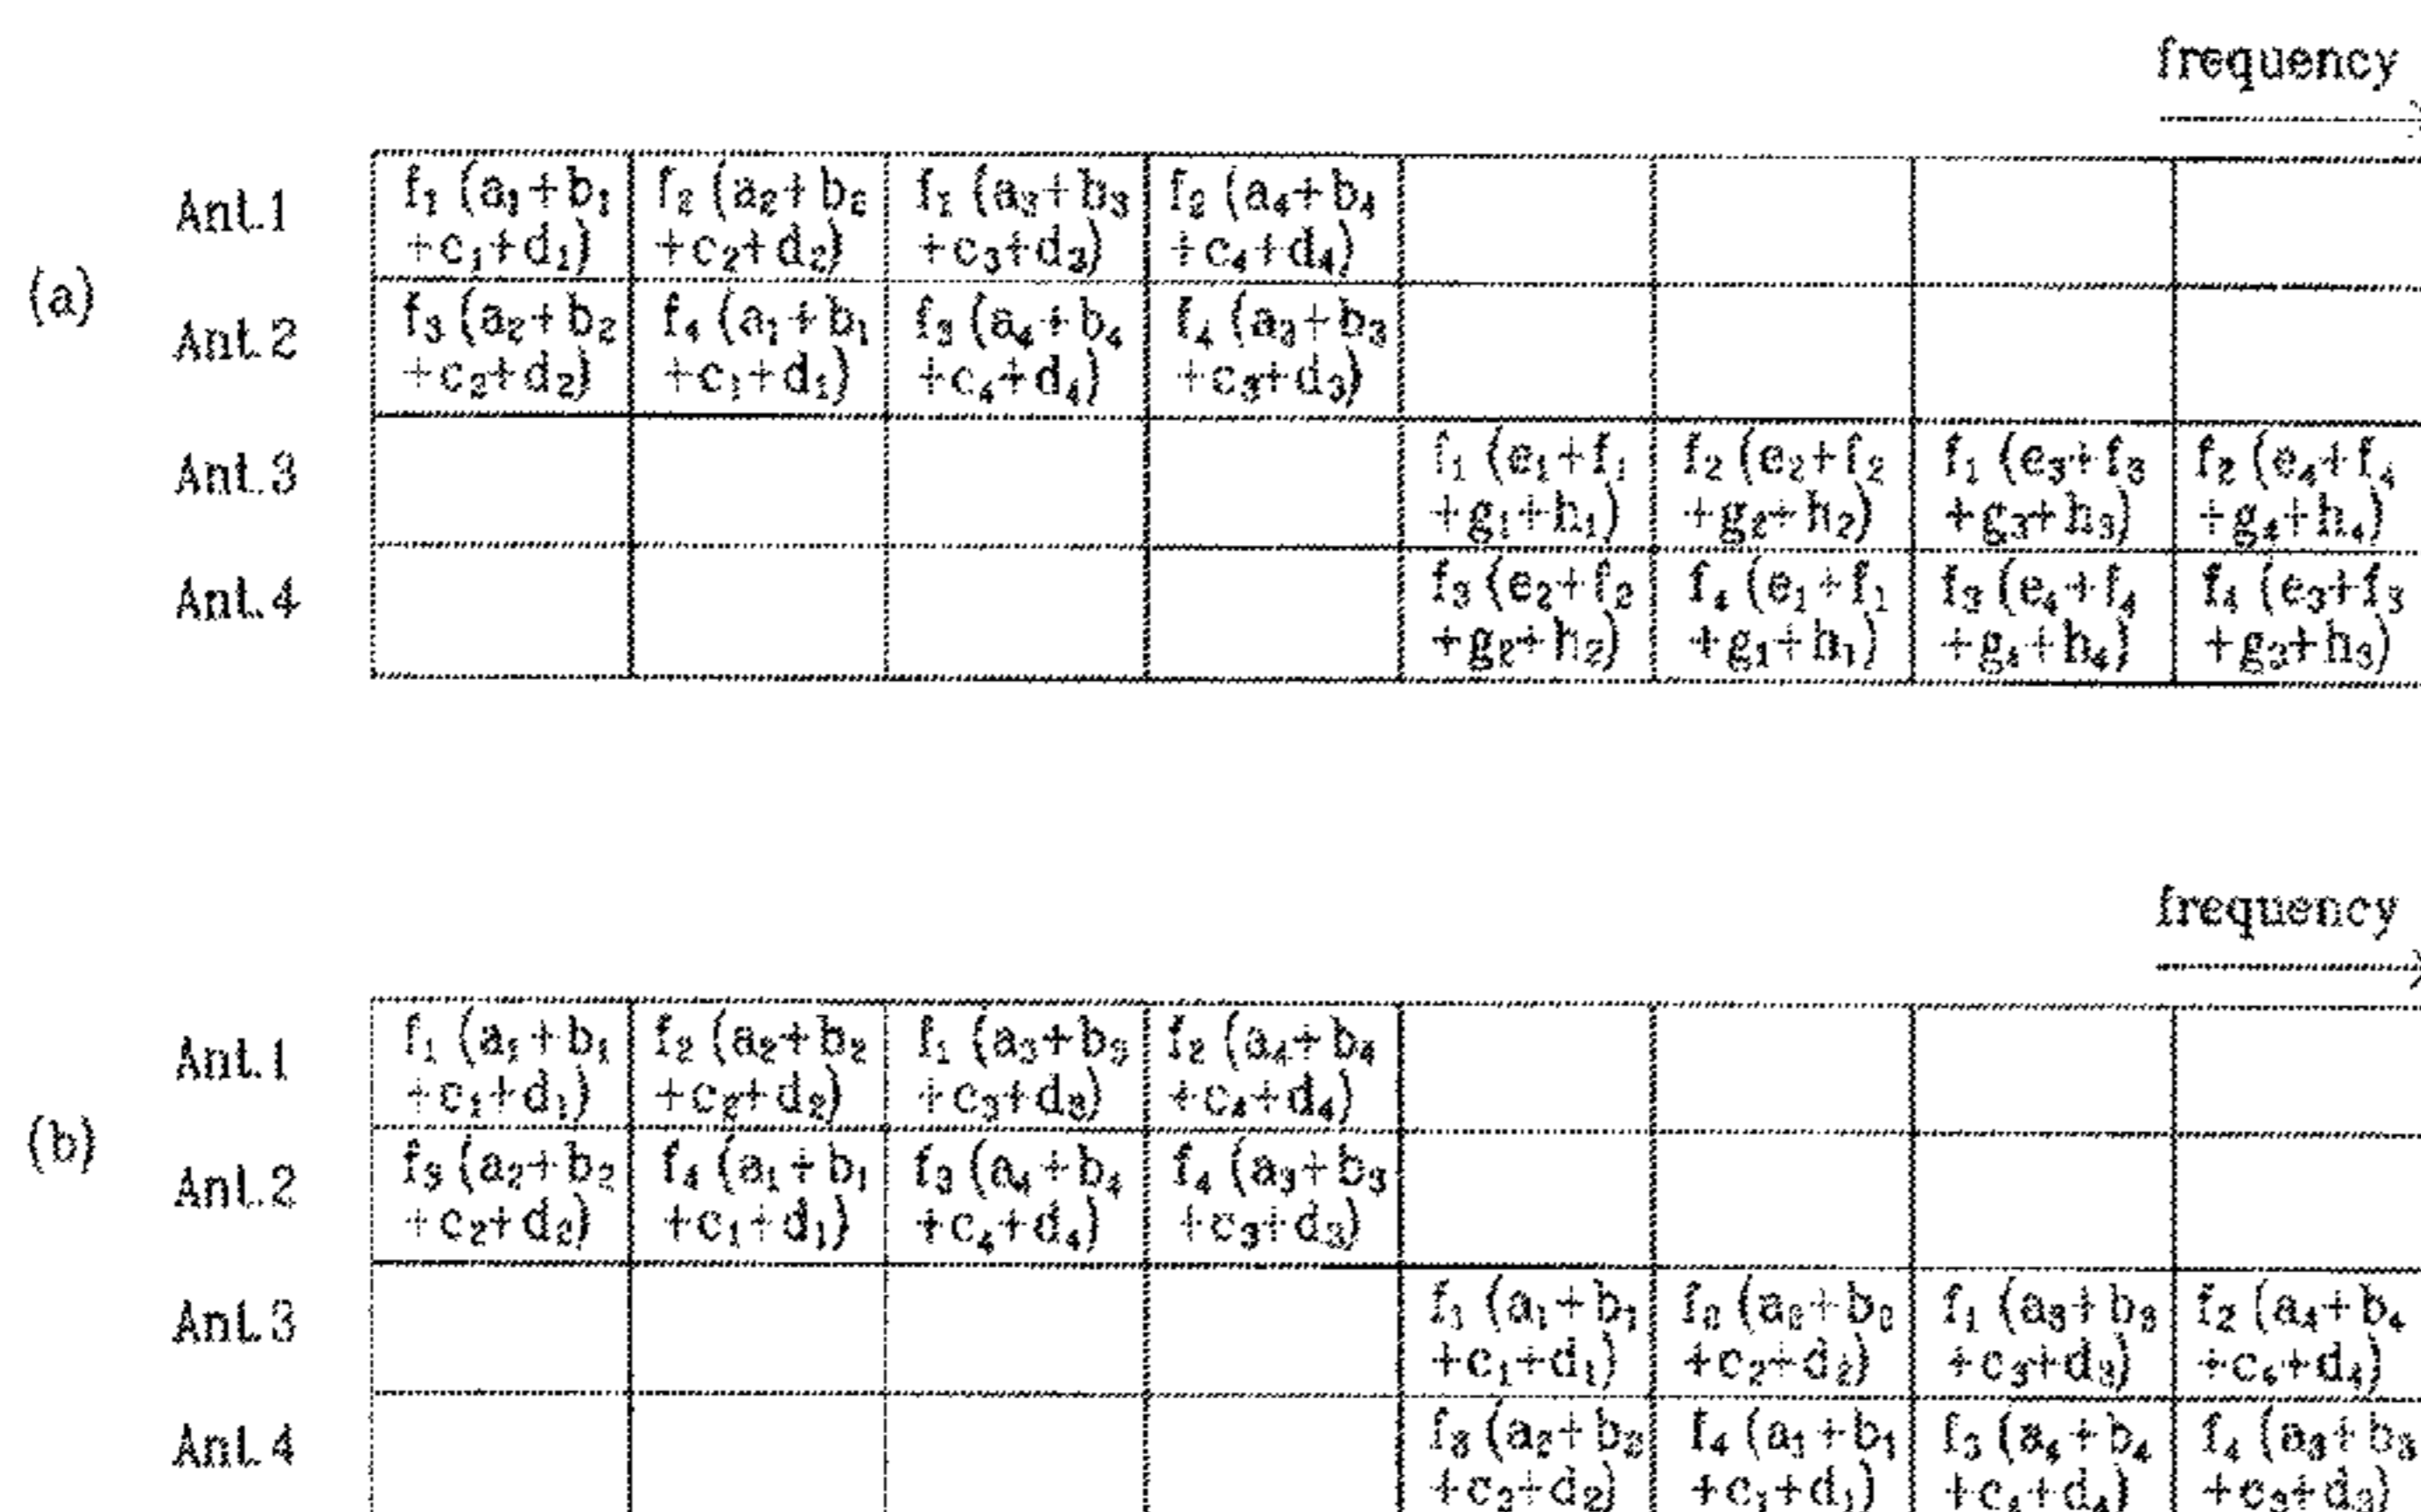 frequency
(a)
Ant.1 f₁ (a₁+b₁ +c₁+d₁) f₂ (a₂+b₂ +c₂+d₂) f₁ (a₃+b₃ +c₃+d₃) f₂ (a₄+b₄ +c₄+d₄)
Ant.2 f₃ (a₂+b₂ +c₂+d₂) f₄ (a₁+b₁ +c₁+d₁) f₃ (a₄+b₄ +c₄+d₄) f₄ (a₃+b₃ +c₃+d₃)
Ant.3 f₁ (e₁+f₁ +g₁+h₁) f₂ (e₂+f₂ +g₂+h₂) f₁ (e₃+f₃ +g₃+h₃) f₂ (e₄+f₄ +g₄+h₄)
Ant.4 f₃ (e₂+f₂ +g₂+h₂) f₄ (e₁+f₁ +g₁+h₁) f₃ (e₄+f₄ +g₄+h₄) f₄ (e₃+f₃ +g₃+h₃)
frequency
(b)
Ant.1 f₁ (a₁+b₁ +c₁+d₁) f₂ (a₂+b₂ +c₂+d₂) f₁ (a₃+b₃ +c₃+d₃) f₂ (a₄+b₄ +c₄+d₄)
Ant.2 f₃ (a₂+b₂ +c₂+d₂) f₄ (a₁+b₁ +c₁+d₁) f₃ (a₄+b₄ +c₄+d₄) f₄ (a₃+b₃ +c₃+d₃)
Ant.3 f₁ (a₁+b₁ +c₁+d₁) f₂ (a₂+b₂ +c₂+d₂) f₁ (a₃+b₃ +c₃+d₃) f₂ (a₄+b₄ +c₄+d₄)
Ant.4 f₃ (a₂+b₂ +c₂+d₂) f₄ (a₁+b₁ +c₁+d₁) f₃ (a₄+b₄ +c₄+d₄) f₄ (a₃+b₃ +c₃+d₃)